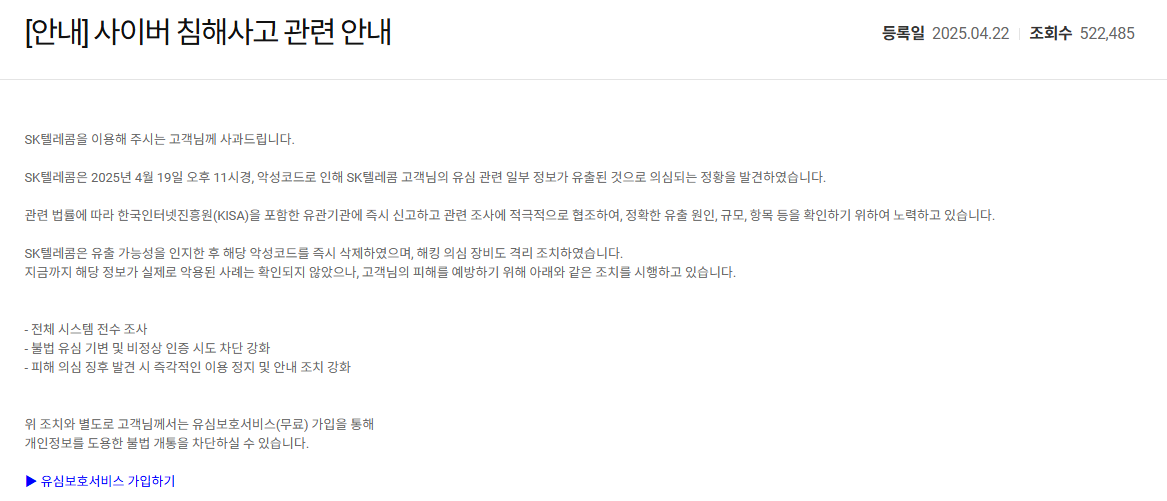 [안내] 사이버 침해사고 관련 안내
등록일 2025.04.22 조회수 522,485
SK텔레콤을 이용해 주시는 고객님께 사과드립니다.
SK텔레콤은 2025년 4월 19일 오후 11시경, 악성코드로 인해 SK텔레콤 고객님의 유심 관련 일부 정보가 유출된 것으로 의심되는 정황을 발견하였습니다.
관련 법률에 따라 한국인터넷진흥원(KISA)을 포함한 유관기관에 즉시 신고하고 관련 조사에 적극적으로 협조하여, 정확한 유출 원인, 규모, 항목 등을 확인하기 위하여 노력하고 있습니다.
SK텔레콤은 유출 가능성을 인지한 후 해당 악성코드를 즉시 삭제하였으며, 해킹 의심 장비도 격리 조치하였습니다.
지금까지 해당 정보가 실제로 악용된 사례는 확인되지 않았으나, 고객님의 피해를 예방하기 위해 아래와 같은 조치를 시행하고 있습니다.
- 전체 시스템 전수 조사
- 불법 유심 기변 및 비정상 인증 시도 차단 강화
- 피해 의심 징후 발견 시 즉각적인 이용 정지 및 안내 조치 강화
위 조치와 별도로 고객님께서는 유심보호서비스(무료) 가입을 통해
개인정보를 도용한 불법 개통을 차단하실 수 있습니다.
▶ 유심보호서비스 가입하기